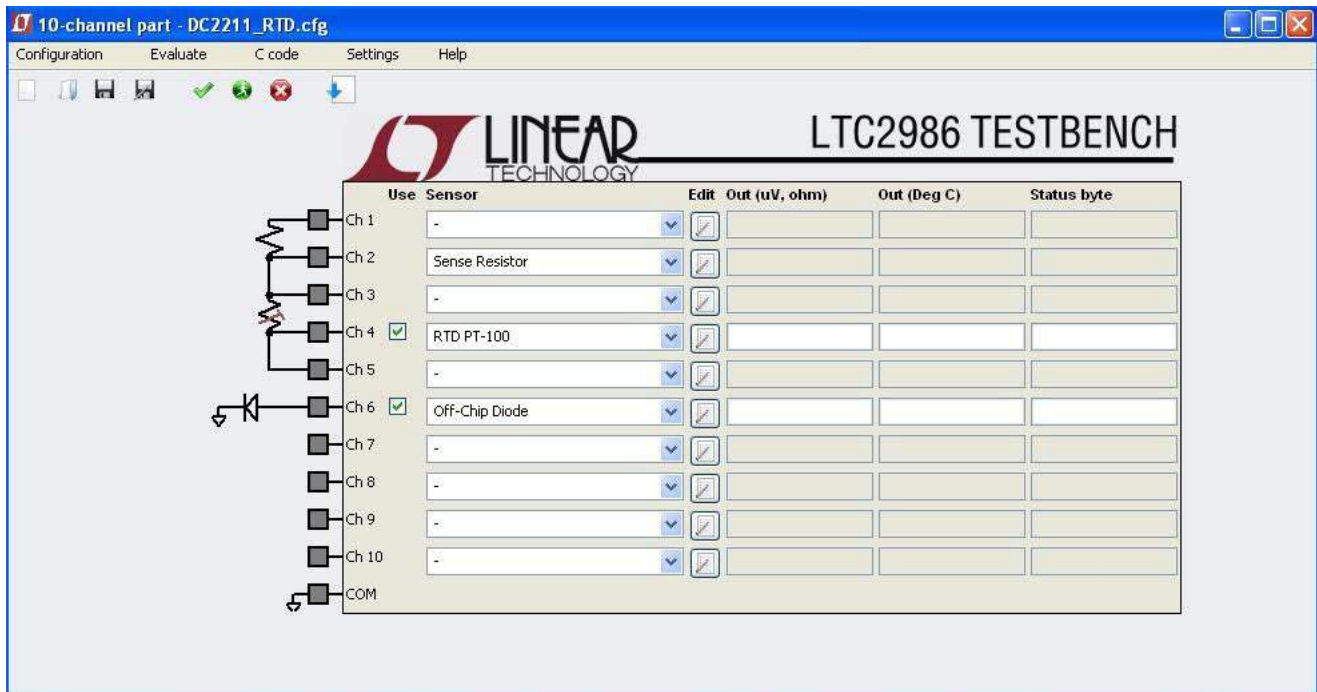 10-channel part - DC2211_RTD.cfg
Configuration Evaluate C code Settings Help
LINEAR TECHNOLOGY
LTC2986 TESTBENCH
Use Sensor Edit Out (uV, ohm) Out (Deg C) Status byte
Ch 1 -
Ch 2 Sense Resistor
Ch 3 -
Ch 4 RTD PT-100
Ch 5 -
Ch 6 Off-Chip Diode
Ch 7 -
Ch 8 -
Ch 9 -
Ch 10 -
COM